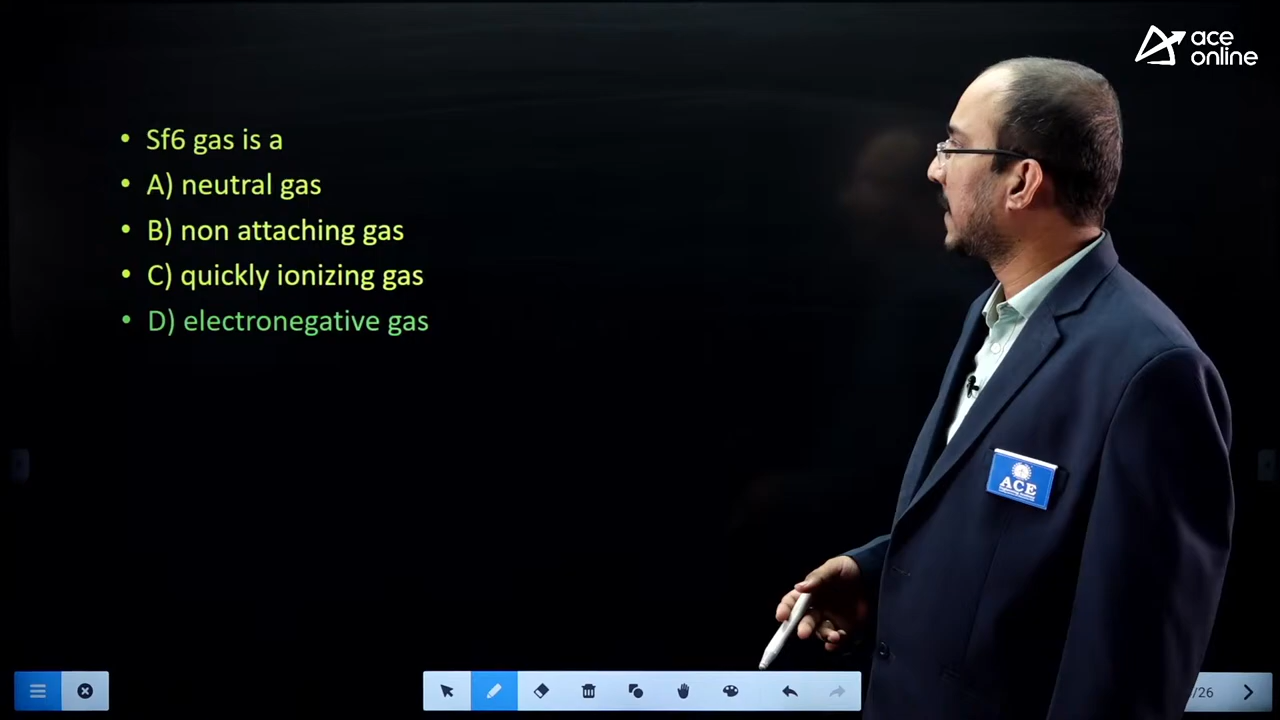 ace
online
• Sf6 gas is a
• A) neutral gas
• B) non attaching gas
• C) quickly ionizing gas
• D) electronegative gas
ACE
/26